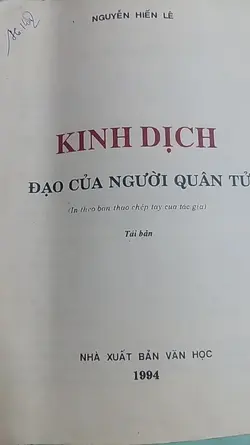 NGUYỄN HIẾN LÊ
KINH DỊCH
ĐẠO CỦA NGƯỜI QUÂN TỬ
(In theo bản thảo chép tay của tác giả)
Tái bản
NHÀ XUẤT BẢN VĂN HỌC
1994